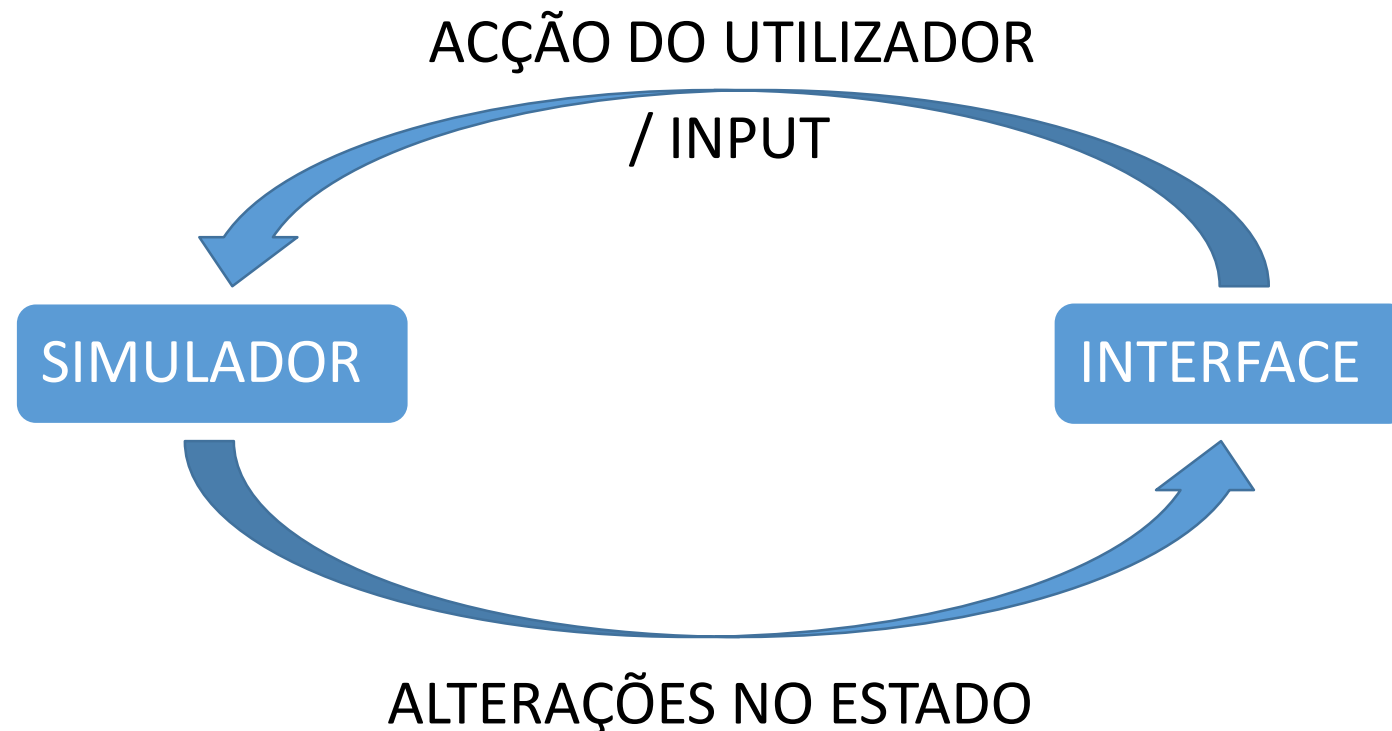 ACÇÃO DO UTILIZADOR
/ INPUT
SIMULADOR
INTERFACE
ALTERAÇÕES NO ESTADO